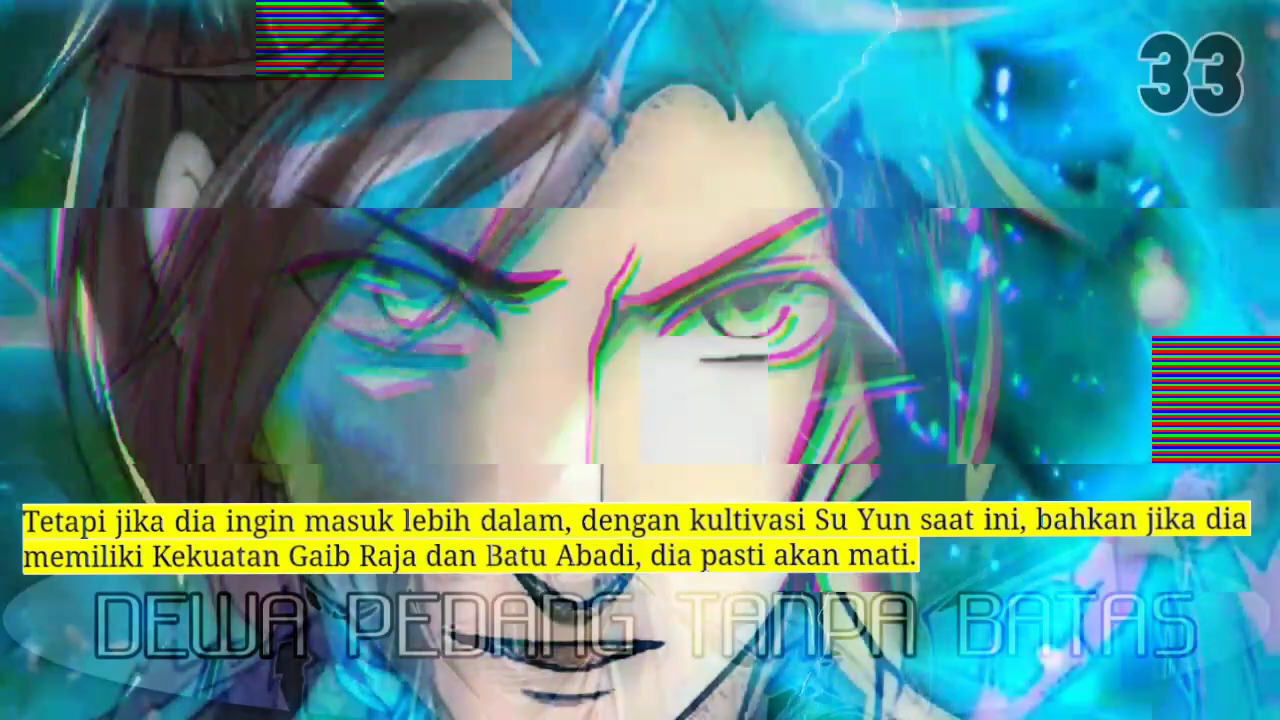 33
Tetapi jika dia ingin masuk lebih dalam, dengan kultivasi Su Yun saat ini, bahkan jika dia
memiliki Kekuatan Gaib Raja dan Batu Abadi, dia pasti akan mati.
DEWA PEDANG TANPA BATAS